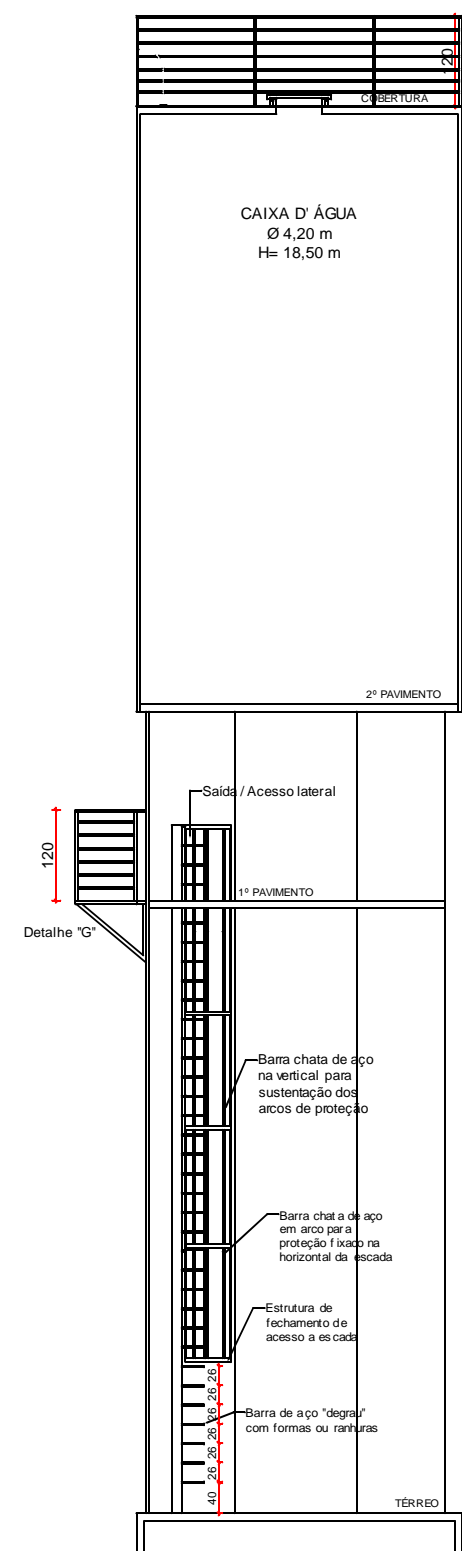 120
COBERTURA
CAIXA D' ÁGUA
Ø 4,20 m
H= 18,50 m
2º PAVIMENTO
Saída / Acesso lateral
120
1º PAVIMENTO
Detalhe "G"
Barra chata de aço
na vertical para
sustentação dos
arcos de proteção
Barra chata de aço
em arco para
proteção fixado na
horizontal da escada
Estrutura de
fechamento de
acesso a escada
26
26
26
Barra de aço "degrau"
com formas ou ranhuras
26
26
26
40
TÉRREO